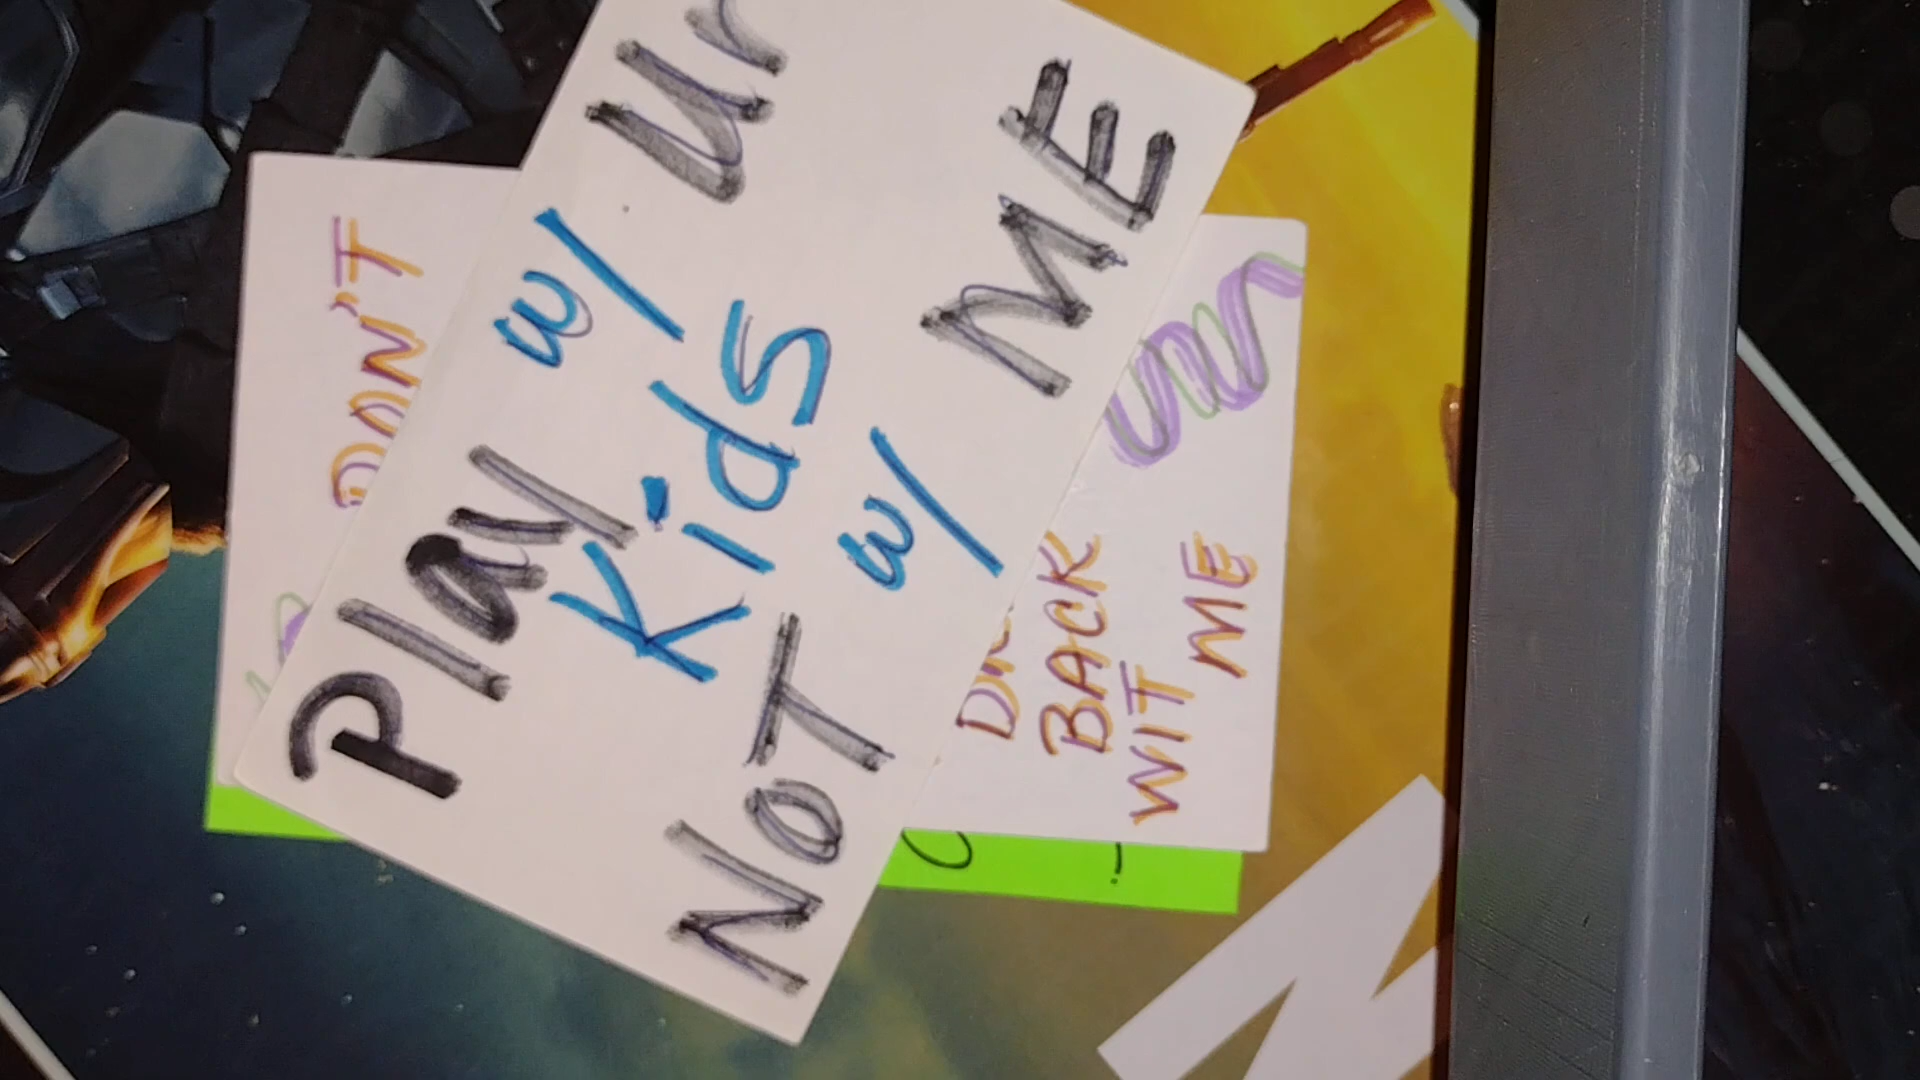 Play w/ Ur
Kids
NOT w/ ME
DON'T
BACK
WIT
ME